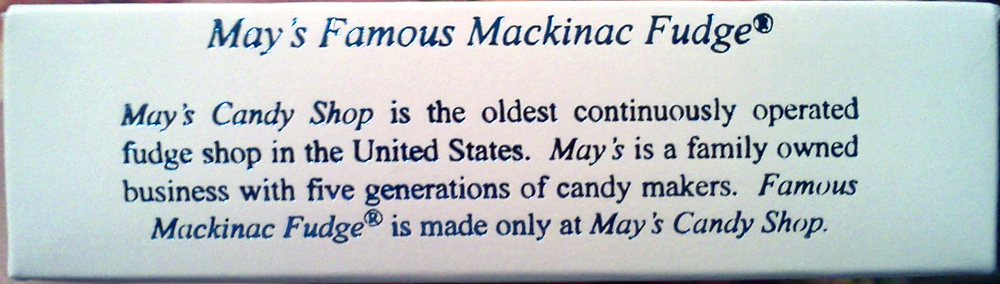 May's Famous Mackinac Fudge®
May's Candy Shop is the oldest continuously operated
fudge shop in the United States. May's is a family owned
business with five generations of candy makers. Famous
Mackinac Fudge® is made only at May's Candy Shop.